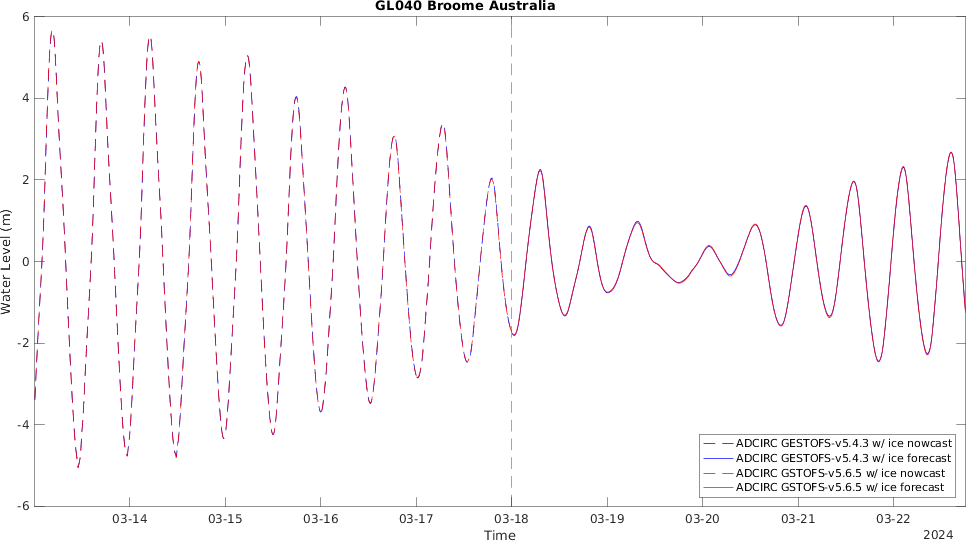 GL040 Broome Australia
6
4
2
0
-2
-4
-6
Water Level (m)
03-14 03-15 03-16 03-17 03-18 03-19 03-20 03-21 03-22
Time
2024
ADCIRC GESTOFS-v5.4.3 w/ ice nowcast
ADCIRC GESTOFS-v5.4.3 w/ ice forecast
ADCIRC GSTOFS-v5.6.5 w/ ice nowcast
ADCIRC GSTOFS-v5.6.5 w/ ice forecast